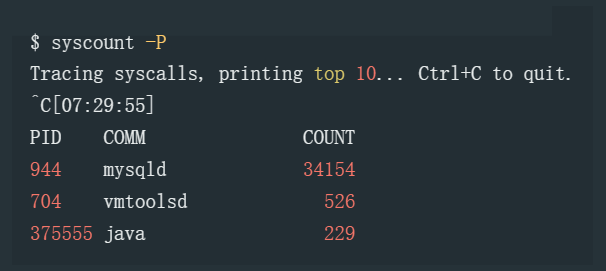 $ syscount -P
Tracing syscalls, printing top 10... Ctrl+C to quit.
^C[07:29:55]
PID    COMM               COUNT
944    mysqld             34154
704    vmtoolsd             526
375555 java                 229